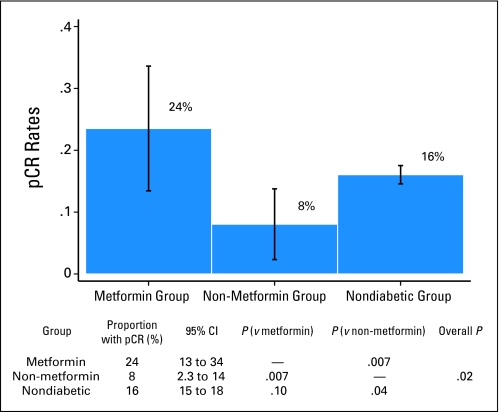 pCR Rates
.4
.3
.2
.1
0
24%
8%
16%
Metformin Group Non-Metformin Group Nondiabetic Group
Group Proportion with pCR (%) 95% CI P (v metformin) P (v non-metformin) Overall P
Metformin 24 13 to 34 — .007
Non-metformin 8 2.3 to 14 .007 — .02
Nondiabetic 16 15 to 18 .10 .04